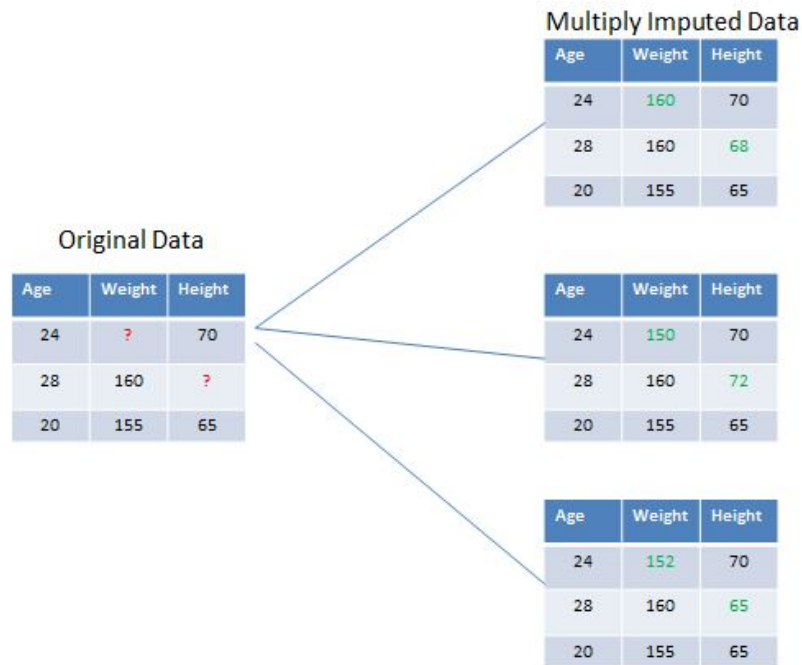 Multiply Imputed Data
Age Weight Height
24 160 70
28 160 68
20 155 65
Original Data
Age Weight Height
24 ? 70
28 160 ?
20 155 65
Age Weight Height
24 150 70
28 160 72
20 155 65
Age Weight Height
24 152 70
28 160 65
20 155 65